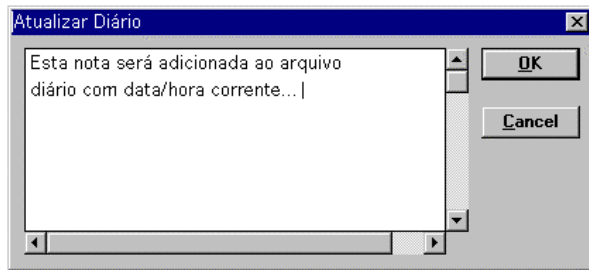 Atualizar Diário
Esta nota será adicionada ao arquivo
diário com data/hora corrente...
OK
Cancel